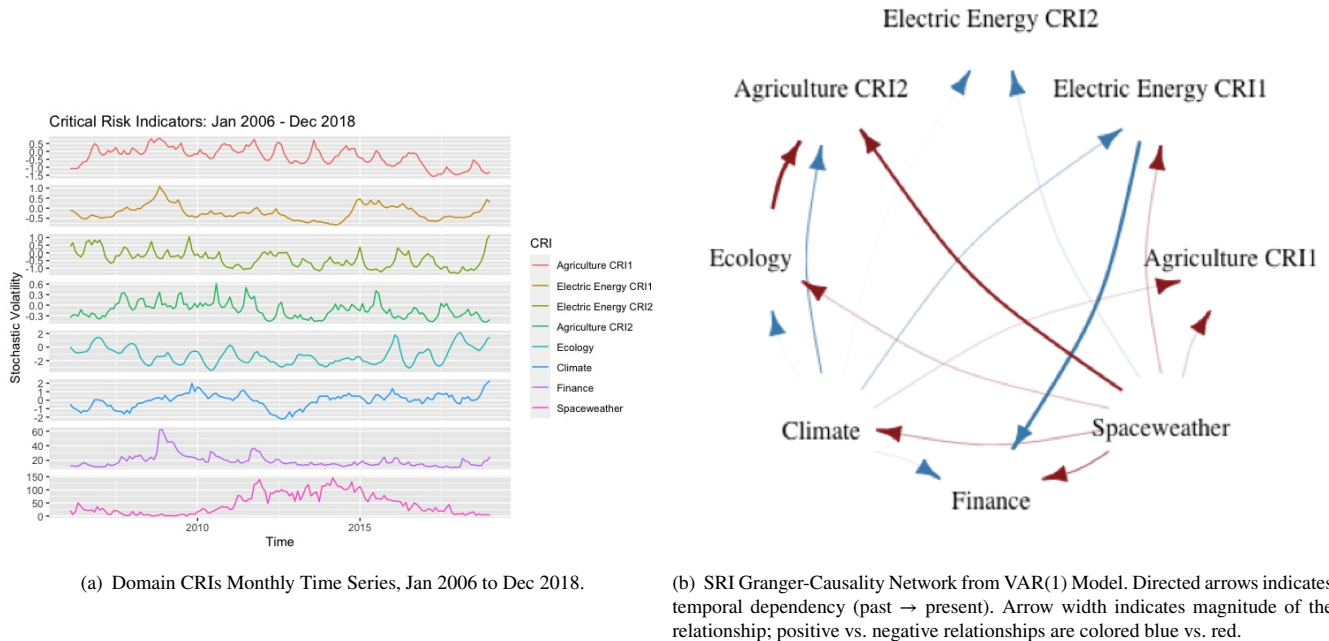 Critical Risk Indicators: Jan 2006 - Dec 2018
Stochastic Volatility
0.5
0.0
-0.5
-1.0
-1.5
1.0
0.5
0.0
-0.5
1.0
0.5
0.0
-0.5
-1.0
0.6
0.3
0.0
-0.3
2
0
-2
2
1
0
-1
-2
60
40
20
150
100
50
0
2010
2015
Time
CRI
Agriculture CRI1
Electric Energy CRI1
Electric Energy CRI2
Agriculture CRI2
Ecology
Climate
Finance
Spaceweather
(a) Domain CRIs Monthly Time Series, Jan 2006 to Dec 2018.
Electric Energy CRI2
Agriculture CRI2
Electric Energy CRI1
Ecology
Agriculture CRI1
Climate
Spaceweather
Finance
(b) SRI Granger-Causality Network from VAR(1) Model. Directed arrows indicates
temporal dependency (past → present). Arrow width indicates magnitude of the
relationship; positive vs. negative relationships are colored blue vs. red.